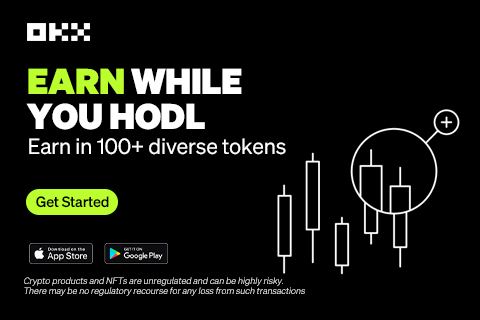 OKX
EARN WHILE
YOU HODL
Earn in 100+ diverse tokens
Get Started
Download on the
App Store
GET IT ON
Google Play
Crypto products and NFTs are unregulated and can be highly risky.
There may be no regulatory recourse for any loss from such transactions